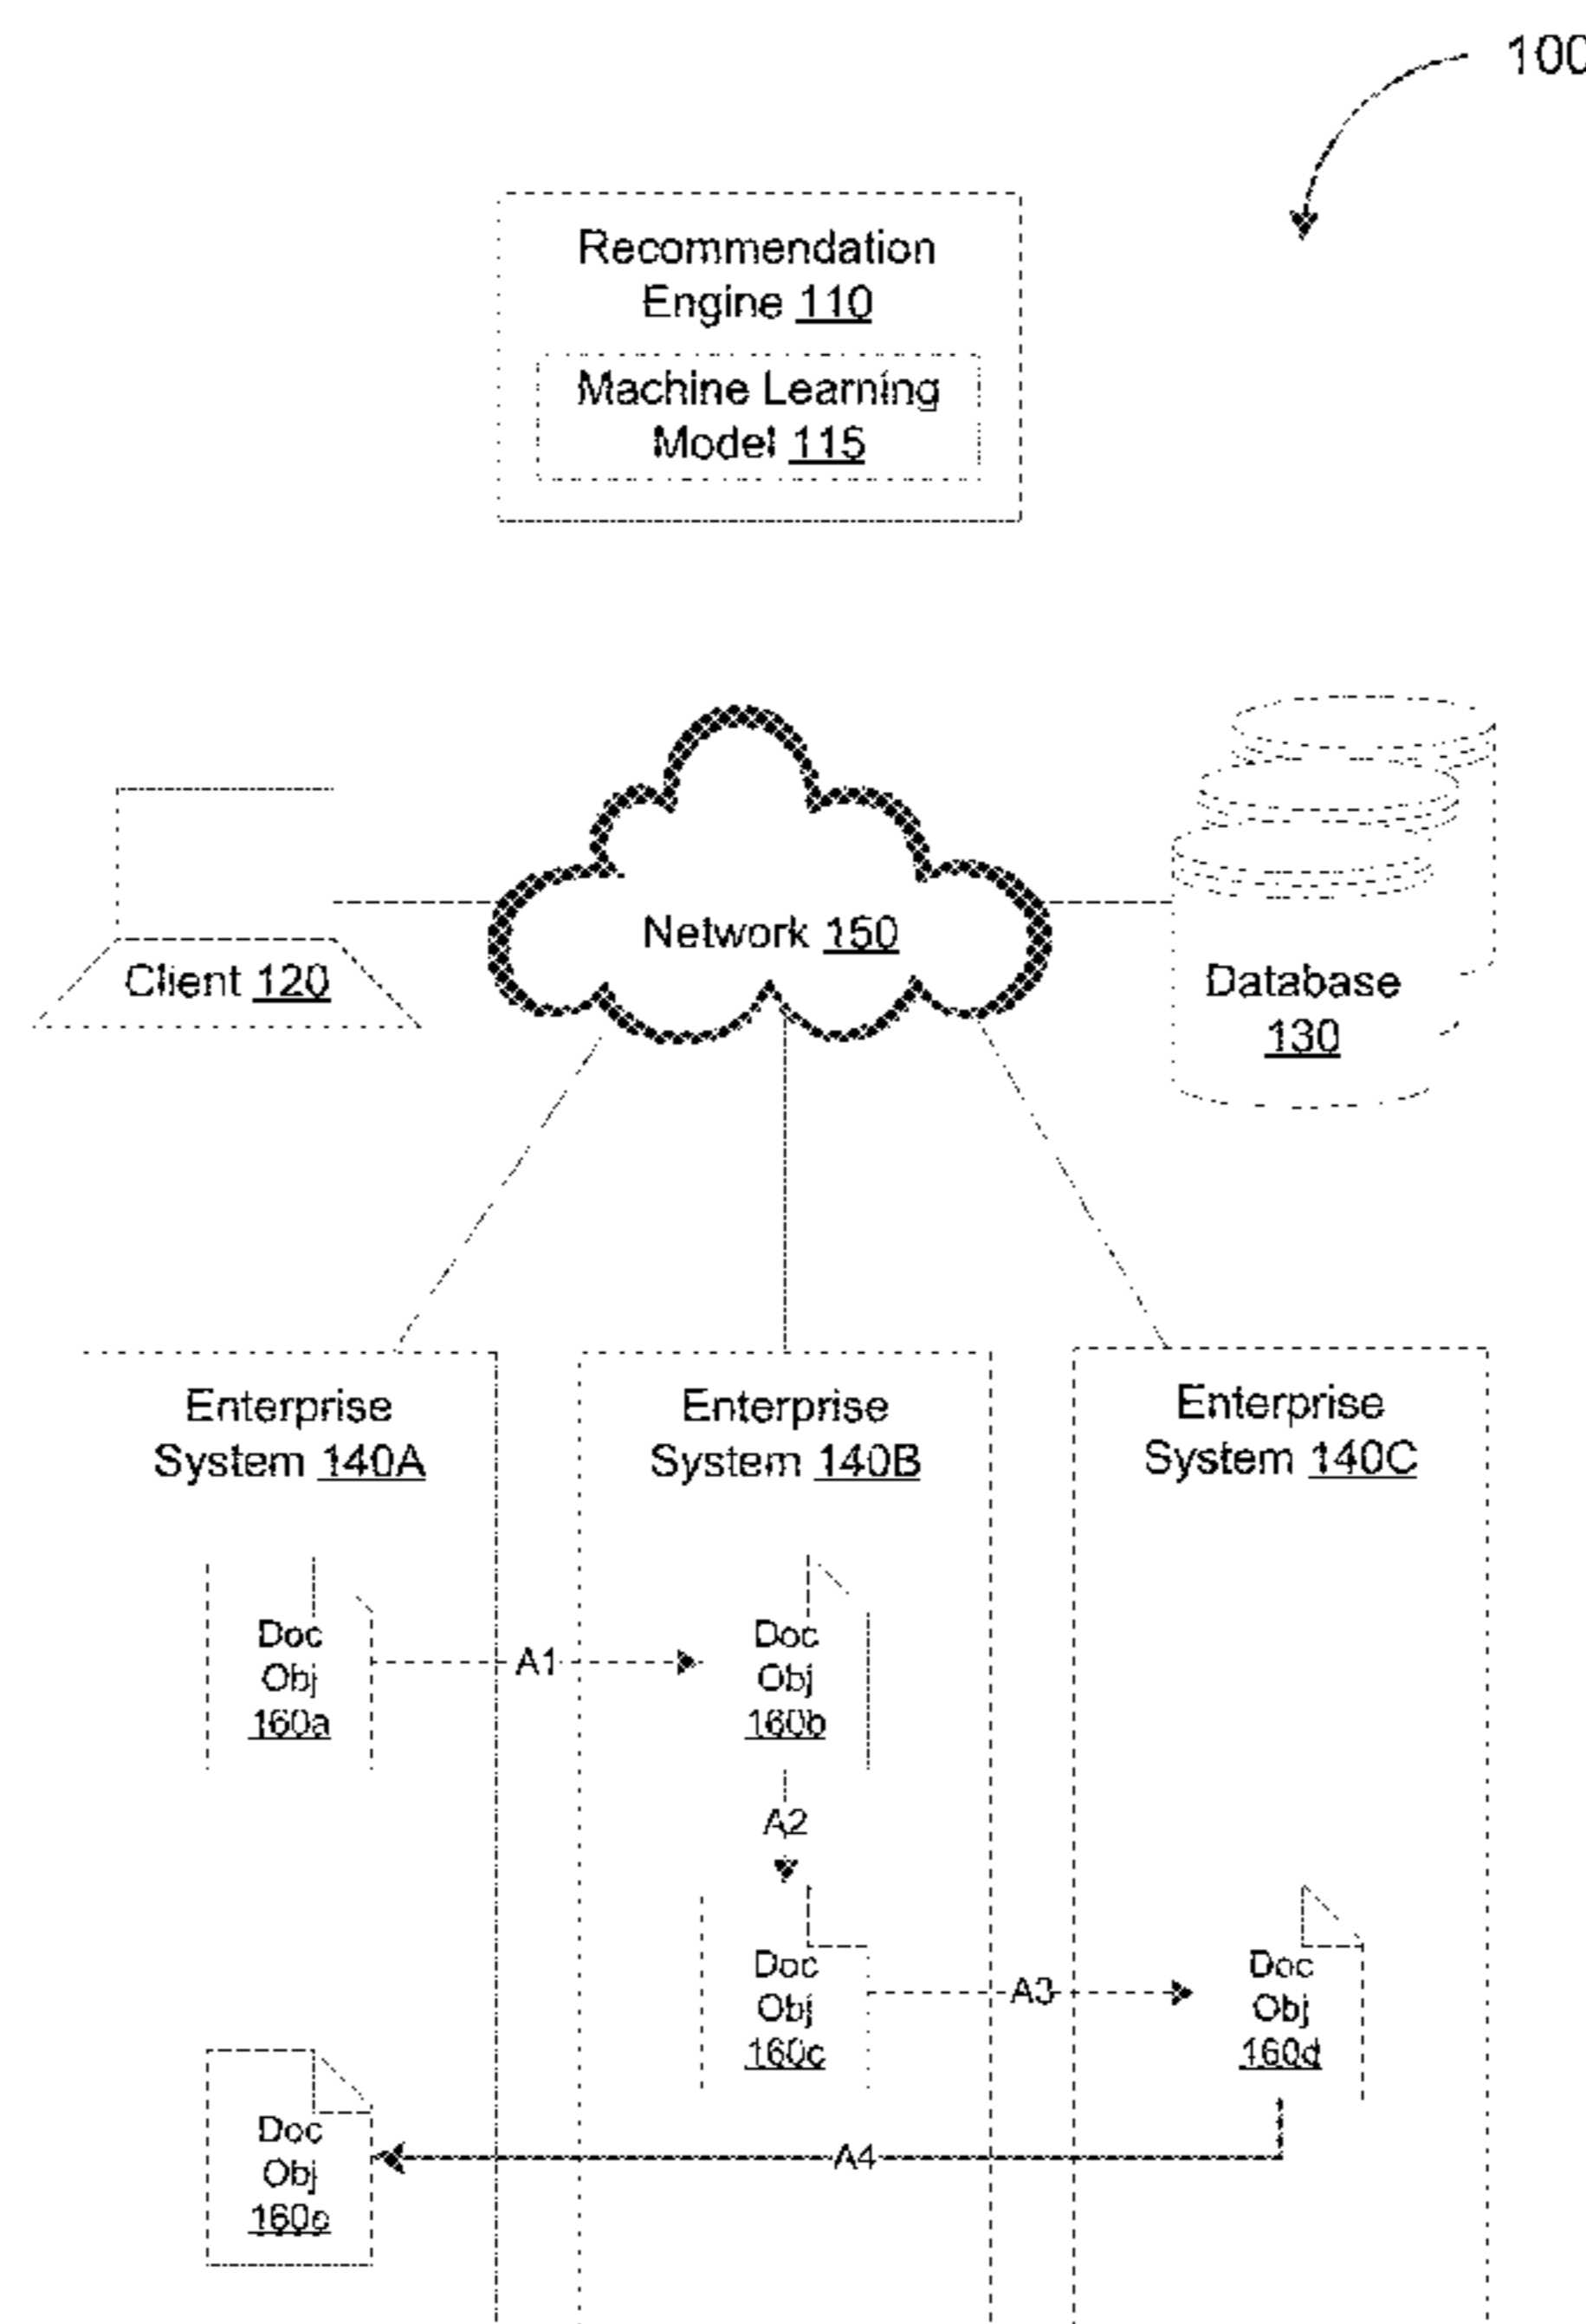 100
Recommendation
Engine 110
Machine Learning
Model 115
Network 150
Client 120
Database
130
Enterprise
System 140A
Enterprise
System 140B
Enterprise
System 140C
Doc
Obj
160a
A1
Doc
Obj
160b
A2
Doc
Obj
160c
A3
Doc
Obj
160d
A4
Doc
Obj
160e